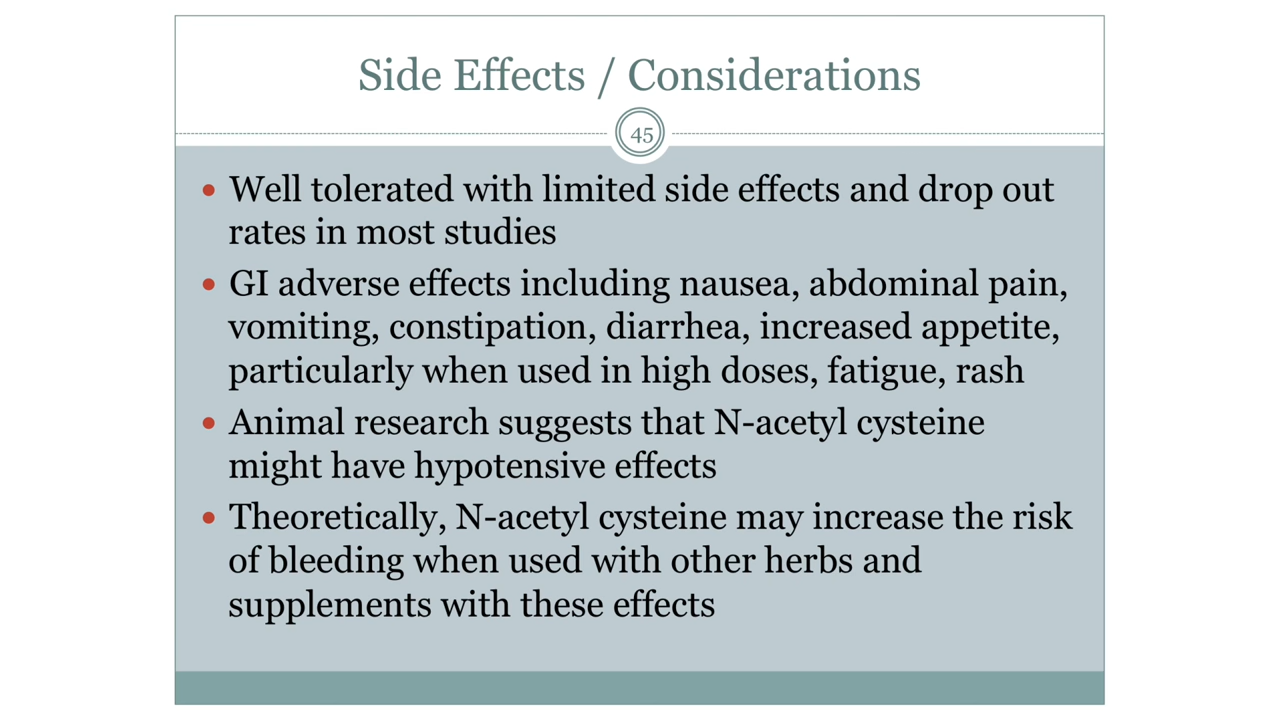 Side Effects / Considerations
45
• Well tolerated with limited side effects and drop out
rates in most studies
• GI adverse effects including nausea, abdominal pain,
vomiting, constipation, diarrhea, increased appetite,
particularly when used in high doses, fatigue, rash
• Animal research suggests that N-acetyl cysteine
might have hypotensive effects
• Theoretically, N-acetyl cysteine may increase the risk
of bleeding when used with other herbs and
supplements with these effects